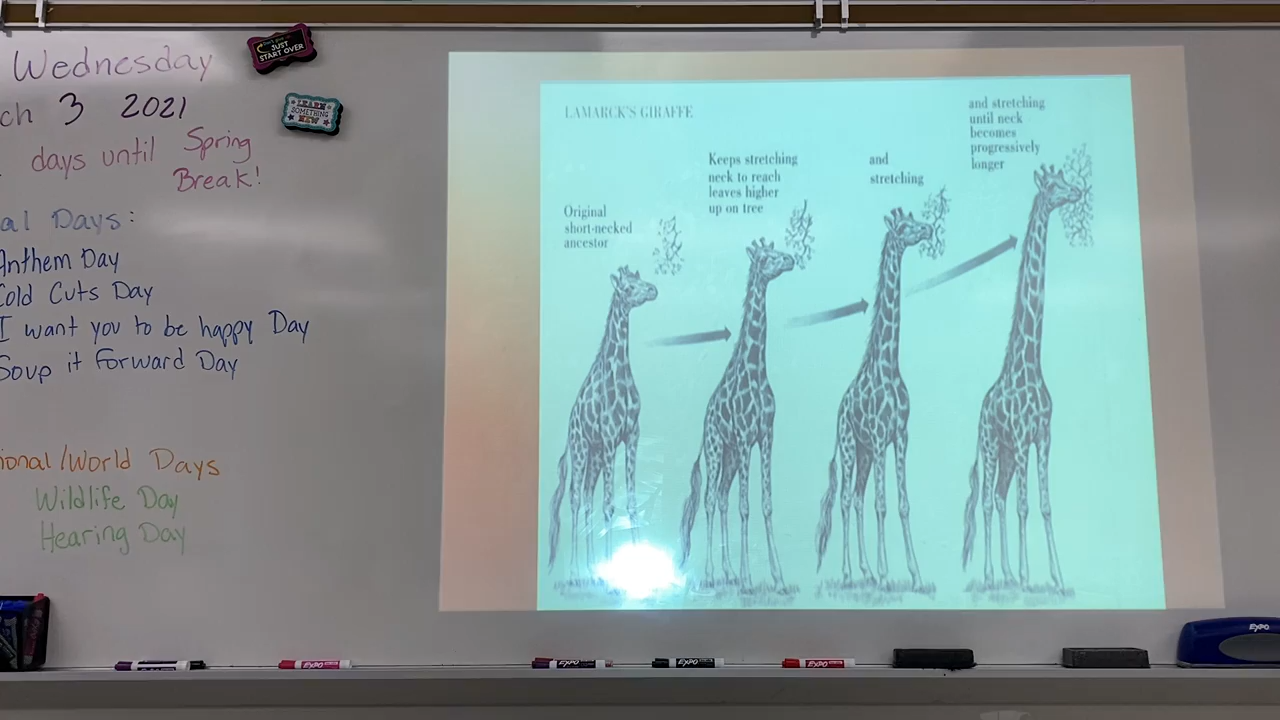 Wednesday
ch 3 2021
days until Spring
Break!
al Days:
Anthem Day
Cold Cuts Day
I want you to be happy Day
Soup it Forward Day
ional/World Days
Wildlife Day
Hearing Day
JUST
START OVER
LEARN
SOMETHING
NEW
LAMARCK'S GIRAFFE
Original
short-necked
ancestor
Keeps stretching
neck to reach
leaves higher
up on tree
and
stretching
and stretching
until neck
becomes
progressively
longer
EXPO
EXPO
EXPO
EXPO
EXPO